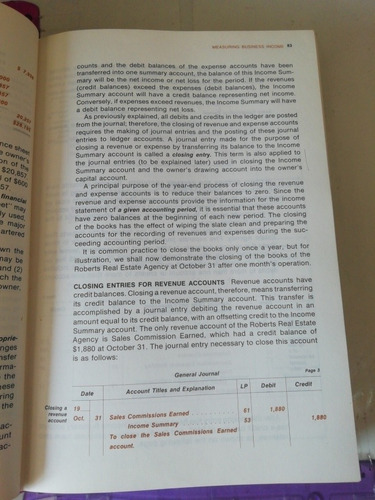 MEASURING BUSINESS INCOME 83
counts and the debit balances of the expense accounts have been
transferred into one summary account, the balance of this Income Sum-
mary will be the net income or net loss for the period. If the revenues
(credit balances) exceed the expenses (debit balances), the Income
Summary account will have a credit balance representing net income.
Conversely, if expenses exceed revenues, the Income Summary will have
a debit balance representing net loss.
As previously explained, all debits and credits in the ledger are posted
from the journal; therefore, the closing of revenue and expense accounts
requires the making of journal entries and the posting of these journal
entries to ledger accounts. A journal entry made for the purpose of
closing a revenue or expense by transferring its balance to the Income
Summary account is called a closing entry. This term is also applied to
the journal entries (to be explained later) used in closing the Income
Summary account and the owner's drawing account into the owner's
capital account.
A principal purpose of the year-end process of closing the revenue
and expense accounts is to reduce their balances to zero. Since the
revenue and expense accounts provide the information for the income
statement of a given accounting period, it is essential that these accounts
have zero balances at the beginning of each new period. The closing
of the books has the effect of wiping the slate clean and preparing the
accounts for the recording of revenues and expenses during the suc-
ceeding accounting period.
It is common practice to close the books only once a year, but for
illustration, we shall now demonstrate the closing of the books of the
Roberts Real Estate Agency at October 31 after one month's operation.
CLOSING ENTRIES FOR REVENUE ACCOUNTS Revenue accounts have
credit balances. Closing a revenue account, therefore, means transferring
its credit balance to the Income Summary account. This transfer is
accomplished by a journal entry debiting the revenue account in an
amount equal to its credit balance, with an offsetting credit to the Income
Summary account. The only revenue account of the Roberts Real Estate
Agency is Sales Commission Earned, which had a credit balance of
$1,880 at October 31. The journal entry necessary to close this account
is as follows:
General Journal Page 3
Date Account Titles and Explanation LP Debit Credit
Closing a
revenue
account
19
Oct. 31 Sales Commissions Earned 61 1,880
Income Summary 53 1,880
To close the Sales Commissions Earned
account.